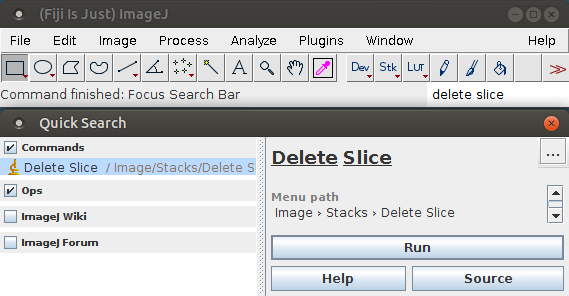 (Fiji Is Just) ImageJ
File Edit Image Process Analyze Plugins Window Help
A Dev Stk LUT >>
Command finished: Focus Search Bar delete slice
Quick Search
Commands
Delete Slice / Image/Stacks/Delete S
Ops
ImageJ Wiki
ImageJ Forum
Delete Slice
...
Menu path
Image › Stacks › Delete Slice
Run
Help Source